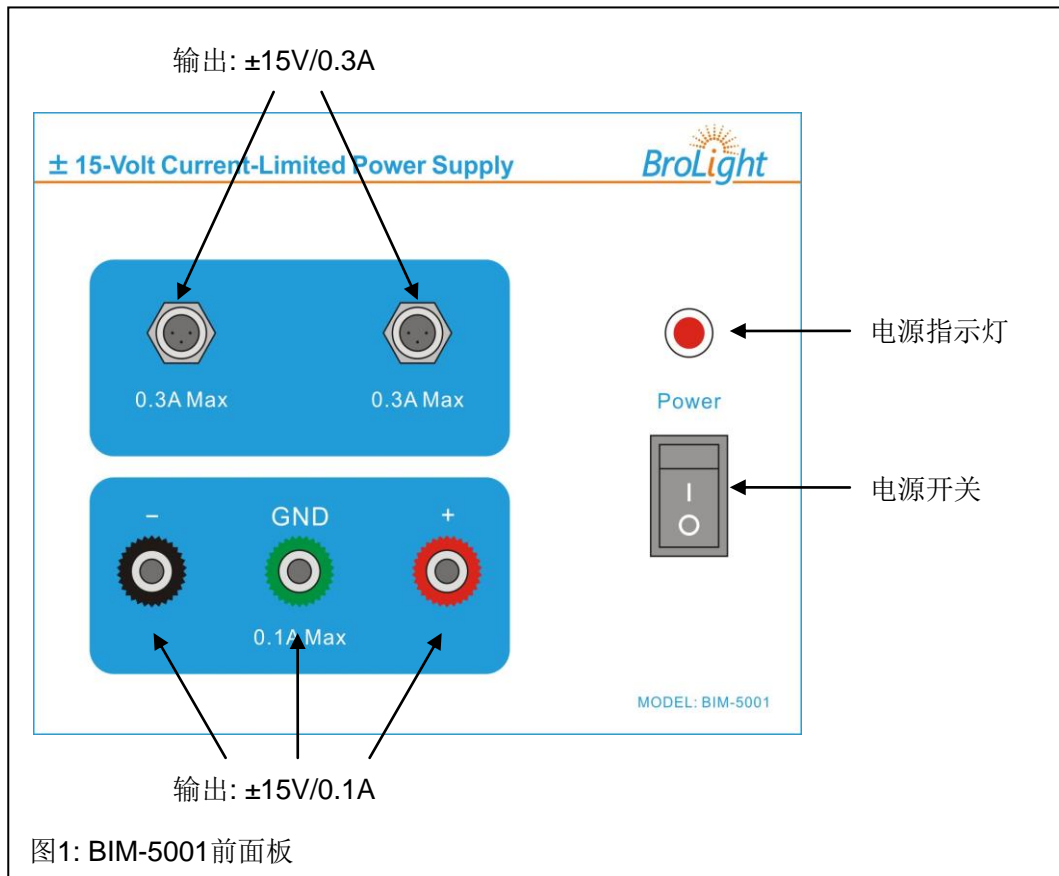 输出: ±15V/0.3A
± 15-Volt Current-Limited Power Supply
BroLight
0.3A Max
0.3A Max
电源指示灯
Power
电源开关
I
O
−
GND
+
0.1A Max
MODEL: BIM-5001
输出: ±15V/0.1A
图1: BIM-5001前面板